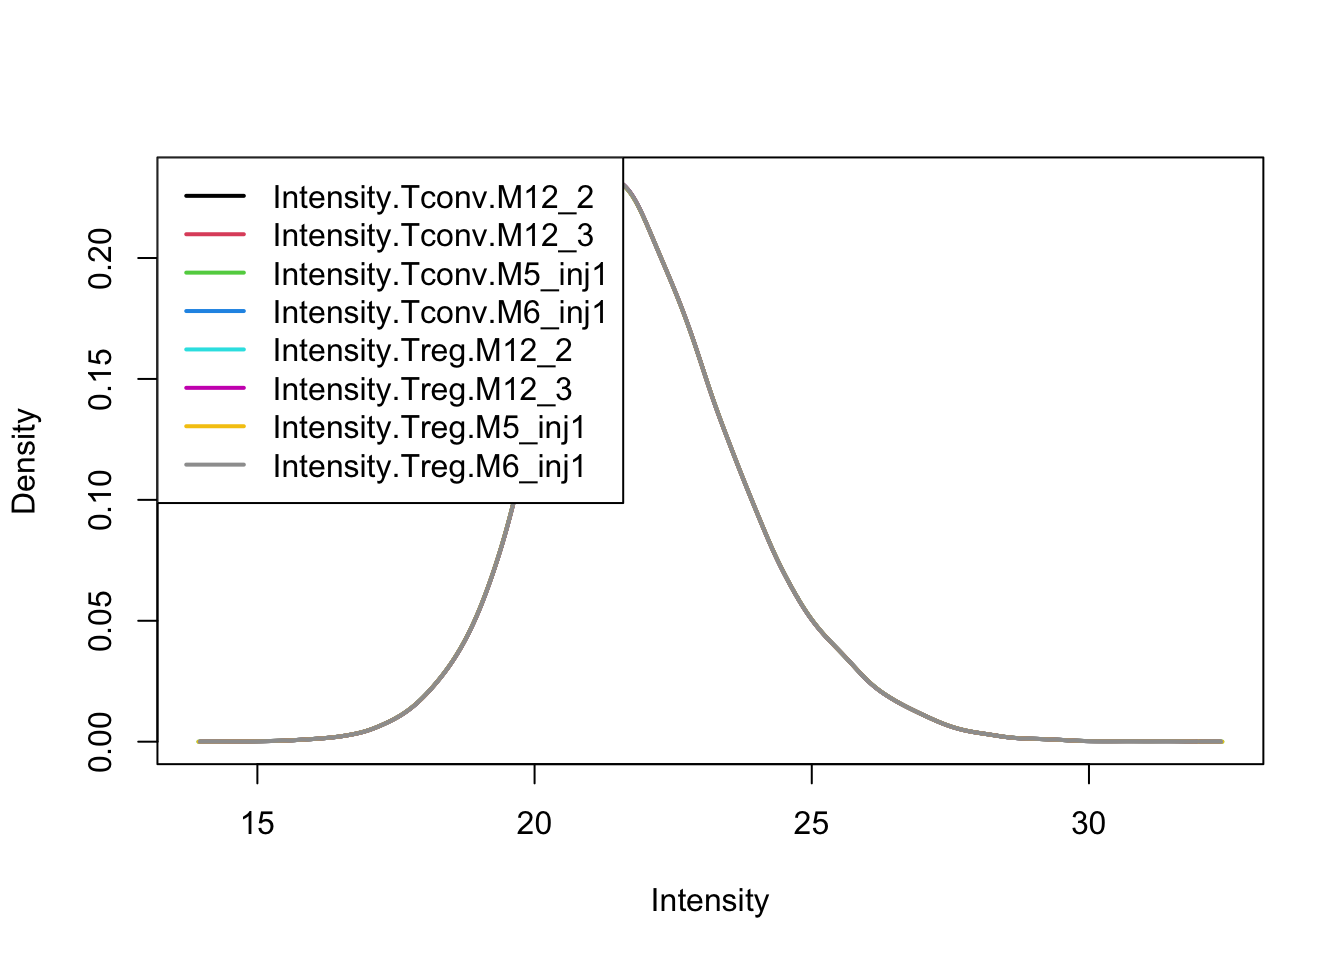 Intensity.Tconv.M12_2
Intensity.Tconv.M12_3
Intensity.Tconv.M5_inj1
Intensity.Tconv.M6_inj1
Intensity.Treg.M12_2
Intensity.Treg.M12_3
Intensity.Treg.M5_inj1
Intensity.Treg.M6_inj1
Density
0.20
0.15
0.10
0.05
0.00
15 20 25 30
Intensity